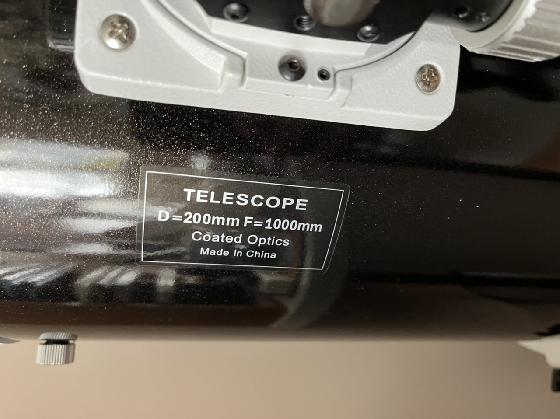 TELESCOPE
D=200mm F=1000mm
Coated Optics
Made In China